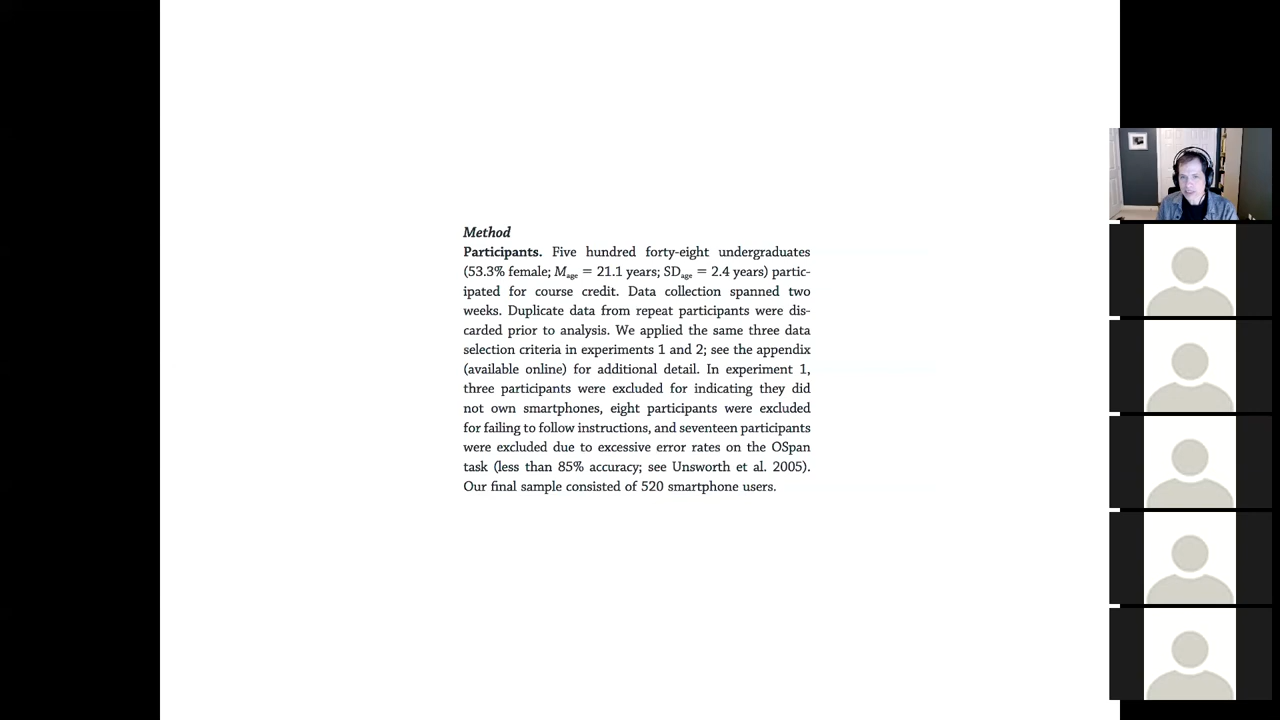 Method
Participants. Five hundred forty-eight undergraduates
(53.3% female; Mage = 21.1 years; SDage = 2.4 years) partic-
ipated for course credit. Data collection spanned two
weeks. Duplicate data from repeat participants were dis-
carded prior to analysis. We applied the same three data
selection criteria in experiments 1 and 2; see the appendix
(available online) for additional detail. In experiment 1,
three participants were excluded for indicating they did
not own smartphones, eight participants were excluded
for failing to follow instructions, and seventeen participants
were excluded due to excessive error rates on the OSpan
task (less than 85% accuracy; see Unsworth et al. 2005).
Our final sample consisted of 520 smartphone users.